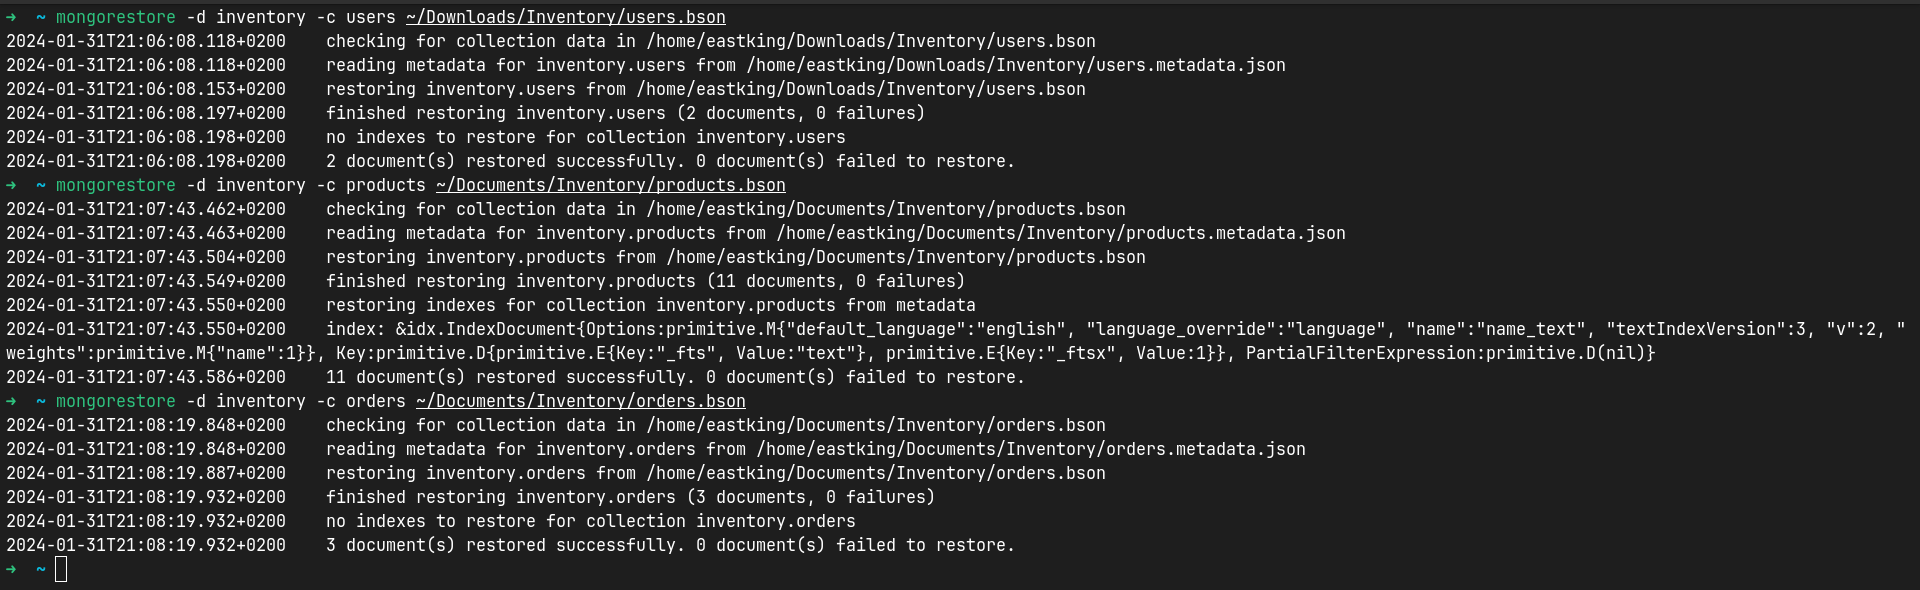 → ~ mongorestore -d inventory -c users ~/Downloads/Inventory/users.bson
2024-01-31T21:06:08.118+0200    checking for collection data in /home/eastking/Downloads/Inventory/users.bson
2024-01-31T21:06:08.118+0200    reading metadata for inventory.users from /home/eastking/Downloads/Inventory/users.metadata.json
2024-01-31T21:06:08.153+0200    restoring inventory.users from /home/eastking/Downloads/Inventory/users.bson
2024-01-31T21:06:08.197+0200    finished restoring inventory.users (2 documents, 0 failures)
2024-01-31T21:06:08.198+0200    no indexes to restore for collection inventory.users
2024-01-31T21:06:08.198+0200    2 document(s) restored successfully. 0 document(s) failed to restore.
→ ~ mongorestore -d inventory -c products ~/Documents/Inventory/products.bson
2024-01-31T21:07:43.462+0200    checking for collection data in /home/eastking/Documents/Inventory/products.bson
2024-01-31T21:07:43.463+0200    reading metadata for inventory.products from /home/eastking/Documents/Inventory/products.metadata.json
2024-01-31T21:07:43.504+0200    restoring inventory.products from /home/eastking/Documents/Inventory/products.bson
2024-01-31T21:07:43.549+0200    finished restoring inventory.products (11 documents, 0 failures)
2024-01-31T21:07:43.550+0200    restoring indexes for collection inventory.products from metadata
2024-01-31T21:07:43.550+0200    index: &idx.IndexDocument{Options:primitive.M{"default_language":"english", "language_override":"language", "name":"name_text", "textIndexVersion":3, "v":2, "
weights":primitive.M{"name":1}}, Key:primitive.D{primitive.E{Key:"_fts", Value:"text"}, primitive.E{Key:"_ftsx", Value:1}}, PartialFilterExpression:primitive.D(nil)}
2024-01-31T21:07:43.586+0200    11 document(s) restored successfully. 0 document(s) failed to restore.
→ ~ mongorestore -d inventory -c orders ~/Documents/Inventory/orders.bson
2024-01-31T21:08:19.848+0200    checking for collection data in /home/eastking/Documents/Inventory/orders.bson
2024-01-31T21:08:19.848+0200    reading metadata for inventory.orders from /home/eastking/Documents/Inventory/orders.metadata.json
2024-01-31T21:08:19.887+0200    restoring inventory.orders from /home/eastking/Documents/Inventory/orders.bson
2024-01-31T21:08:19.932+0200    finished restoring inventory.orders (3 documents, 0 failures)
2024-01-31T21:08:19.932+0200    no indexes to restore for collection inventory.orders
2024-01-31T21:08:19.932+0200    3 document(s) restored successfully. 0 document(s) failed to restore.
→ ~